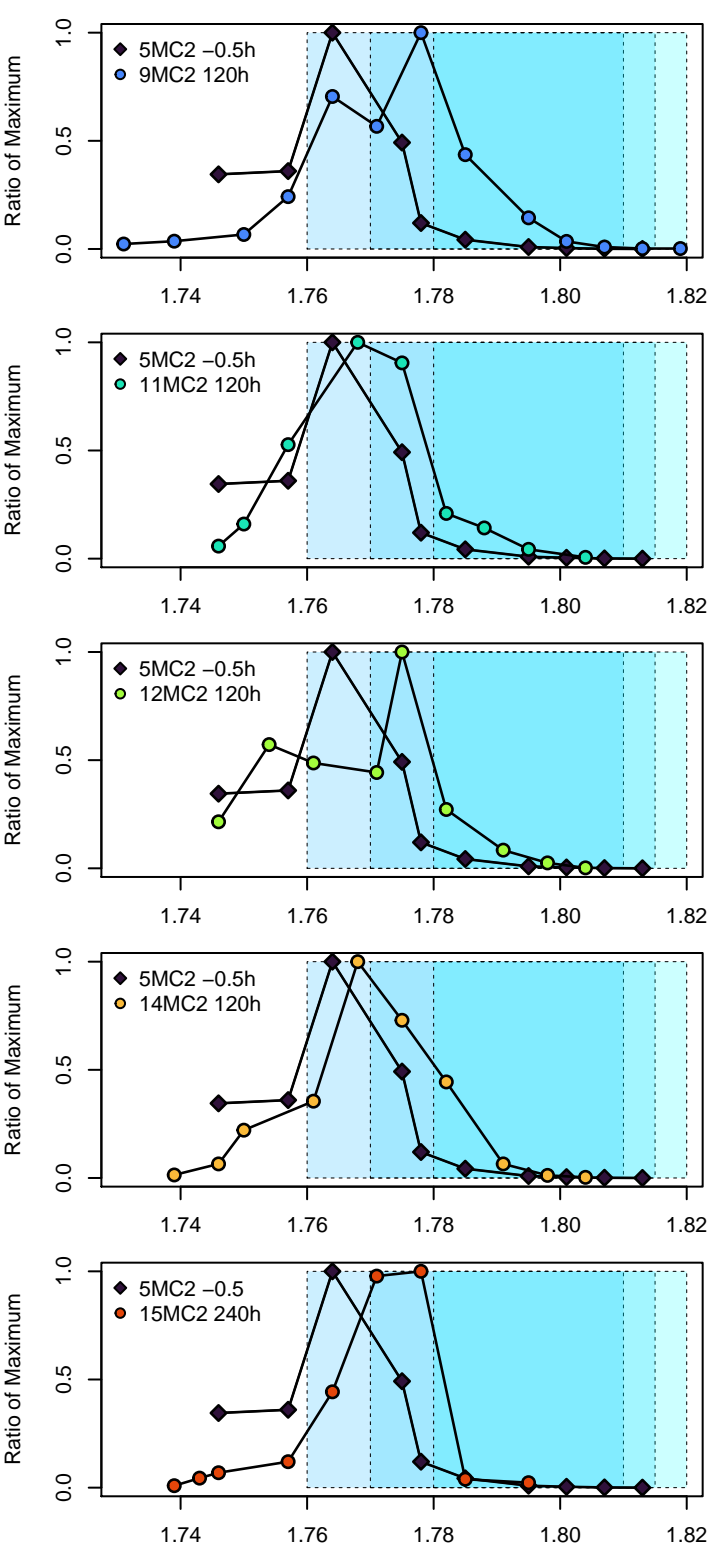 Ratio of Maximum
1.0
0.5
0.0
5MC2 −0.5h
9MC2 120h
1.74 1.76 1.78 1.80 1.82
Ratio of Maximum
1.0
0.5
0.0
5MC2 −0.5h
11MC2 120h
1.74 1.76 1.78 1.80 1.82
Ratio of Maximum
1.0
0.5
0.0
5MC2 −0.5h
12MC2 120h
1.74 1.76 1.78 1.80 1.82
Ratio of Maximum
1.0
0.5
0.0
5MC2 −0.5h
14MC2 120h
1.74 1.76 1.78 1.80 1.82
Ratio of Maximum
1.0
0.5
0.0
5MC2 −0.5
15MC2 240h
1.74 1.76 1.78 1.80 1.82